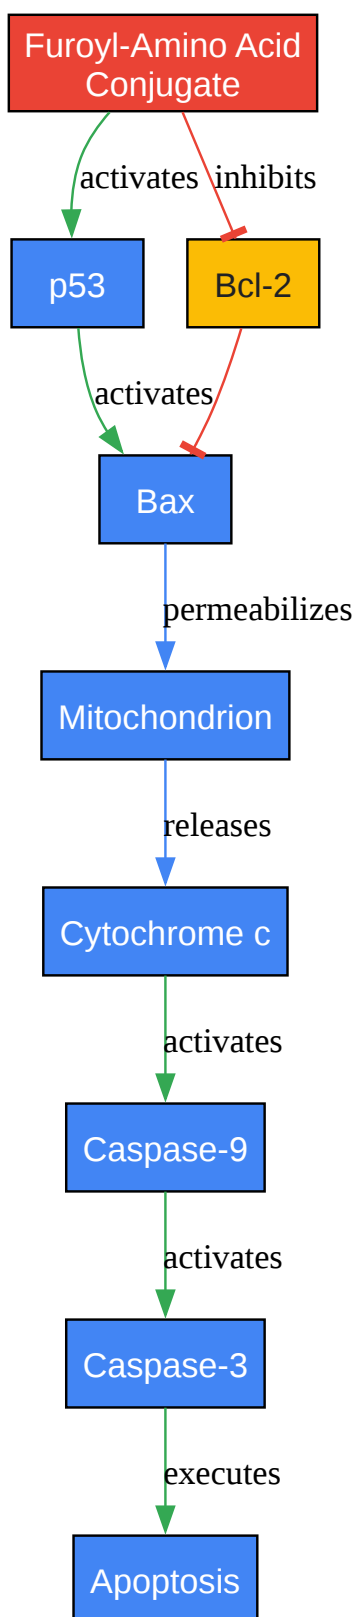 Furoyl-Amino Acid
Conjugate
activates
inhibits
p53
Bcl-2
activates
Bax
permeabilizes
Mitochondrion
releases
Cytochrome c
activates
Caspase-9
activates
Caspase-3
executes
Apoptosis